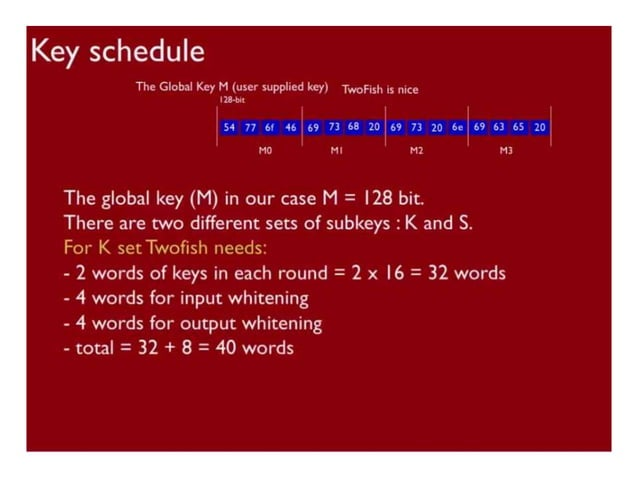 Key schedule
The Global Key M (user supplied key) TwoFish is nice
128-bit
54 77 6f 46 69 73 68 20 69 73 20 6e 69 63 65 20
M0 M1 M2 M3
The global key (M) in our case M = 128 bit.
There are two different sets of subkeys : K and S.
For K set Twofish needs:
- 2 words of keys in each round = 2 x 16 = 32 words
- 4 words for input whitening
- 4 words for output whitening
- total = 32 + 8 = 40 words